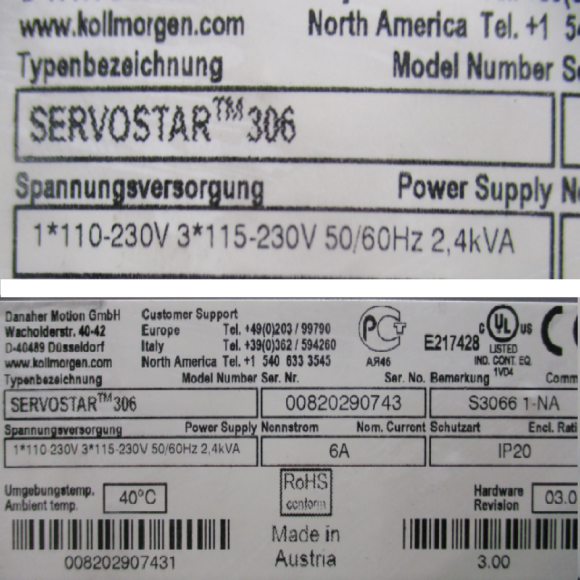 www.kollmorgen.com North America Tel. +1
Typenbezeichnung Model Number
SERVOSTAR™306
Spannungsversorgung Power Supply
1*110-230V 3*115-230V 50/60Hz 2,4kVA
Danaher Motion GmbH Customer Support
Wacholderstr. 40-42 Europe Tel. +49(0)203 / 99790
D-40489 Düsseldorf Italy Tel. +39(0)362 / 594260
www.kollmorgen.com North America Tel. +1 540 633 3545
АЯ46
E217428
C UL US
LISTED
IND. CONT. EQ.
1VD4
Typenbezeichnung Model Number Ser. Nr. Ser. No. Bemerkung Comm
SERVOSTAR™306 00820290743 S3066 1-NA
Spannungsversorgung Power Supply Nennstrom Nom. Current Schutzart Encl. Rati
1*110-230V 3*115-230V 50/60Hz 2,4kVA 6A IP20
Umgebungstemp.
Ambient temp.
40°C
RoHS
conform
Hardware
Revision
03.0
008202907431
Made in
Austria
3.00